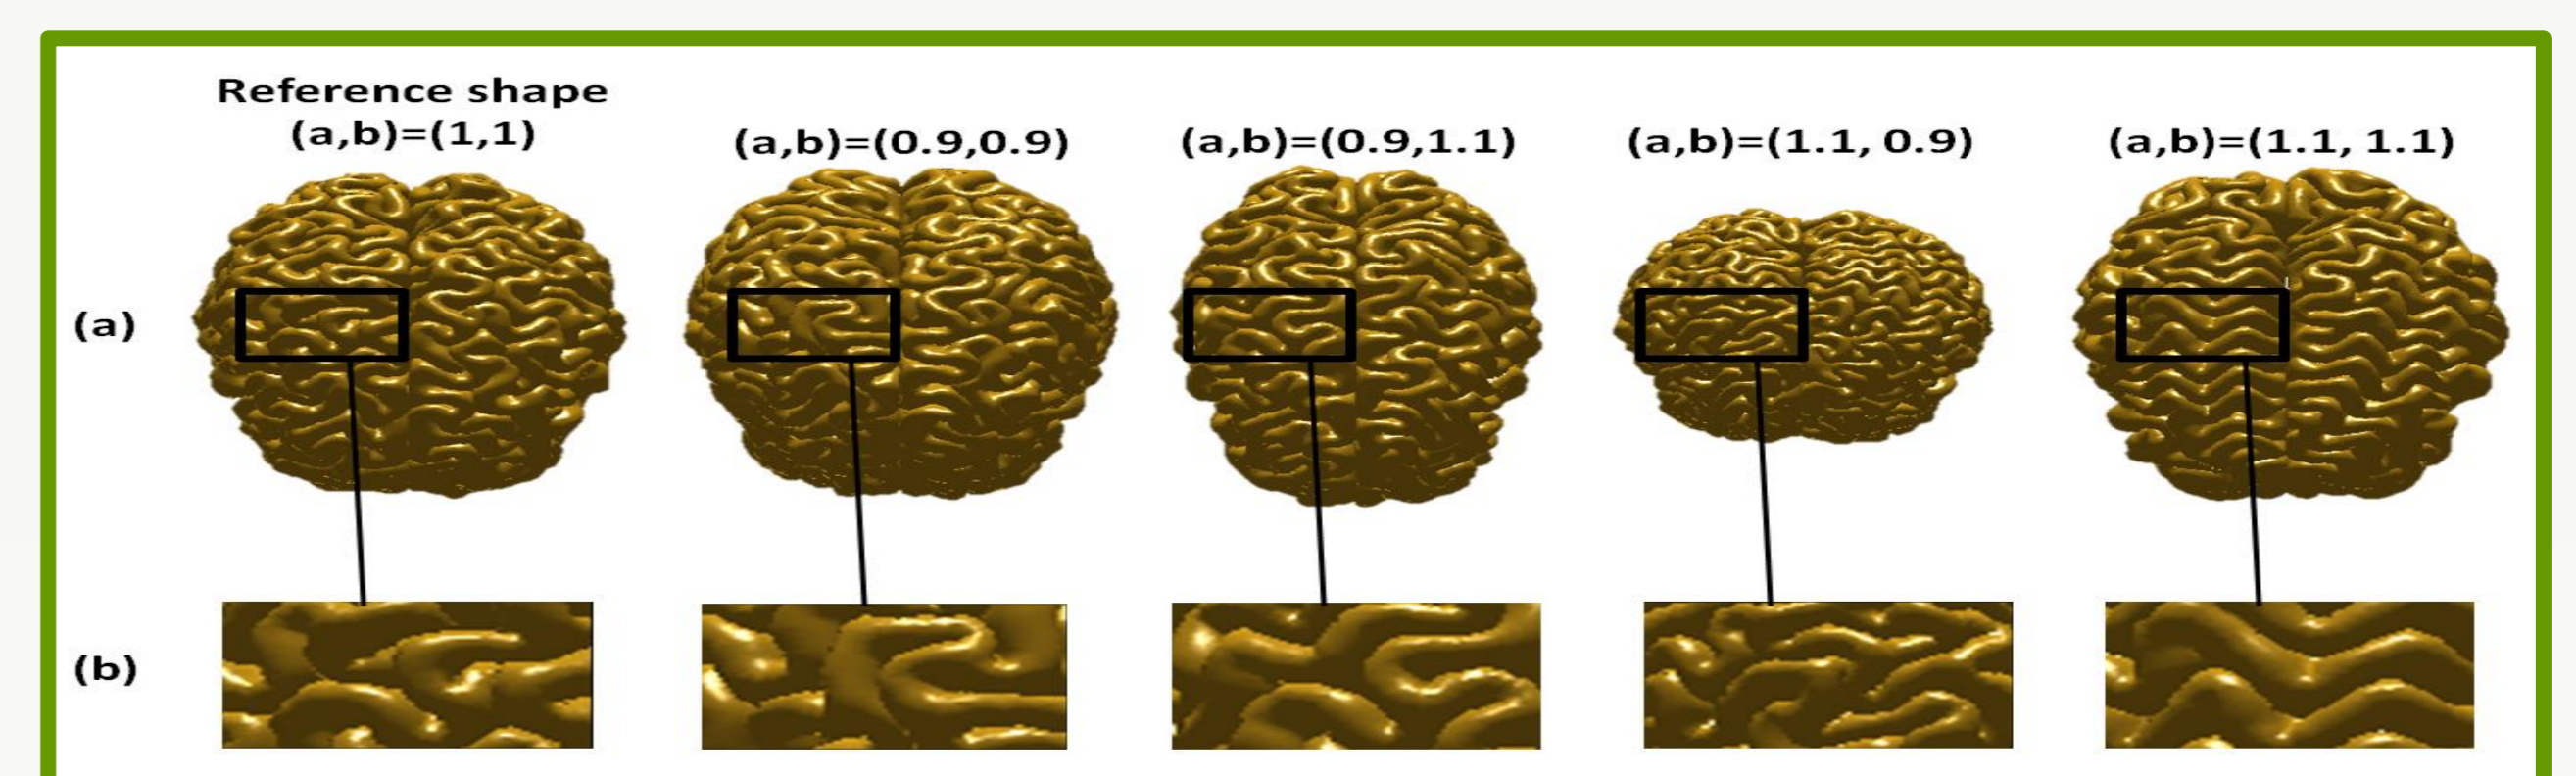 Reference shape
(a,b)=(1,1)
(a,b)=(0.9,0.9)
(a,b)=(0.9,1.1)
(a,b)=(1.1, 0.9)
(a,b)=(1.1, 1.1)
(a)
(b)